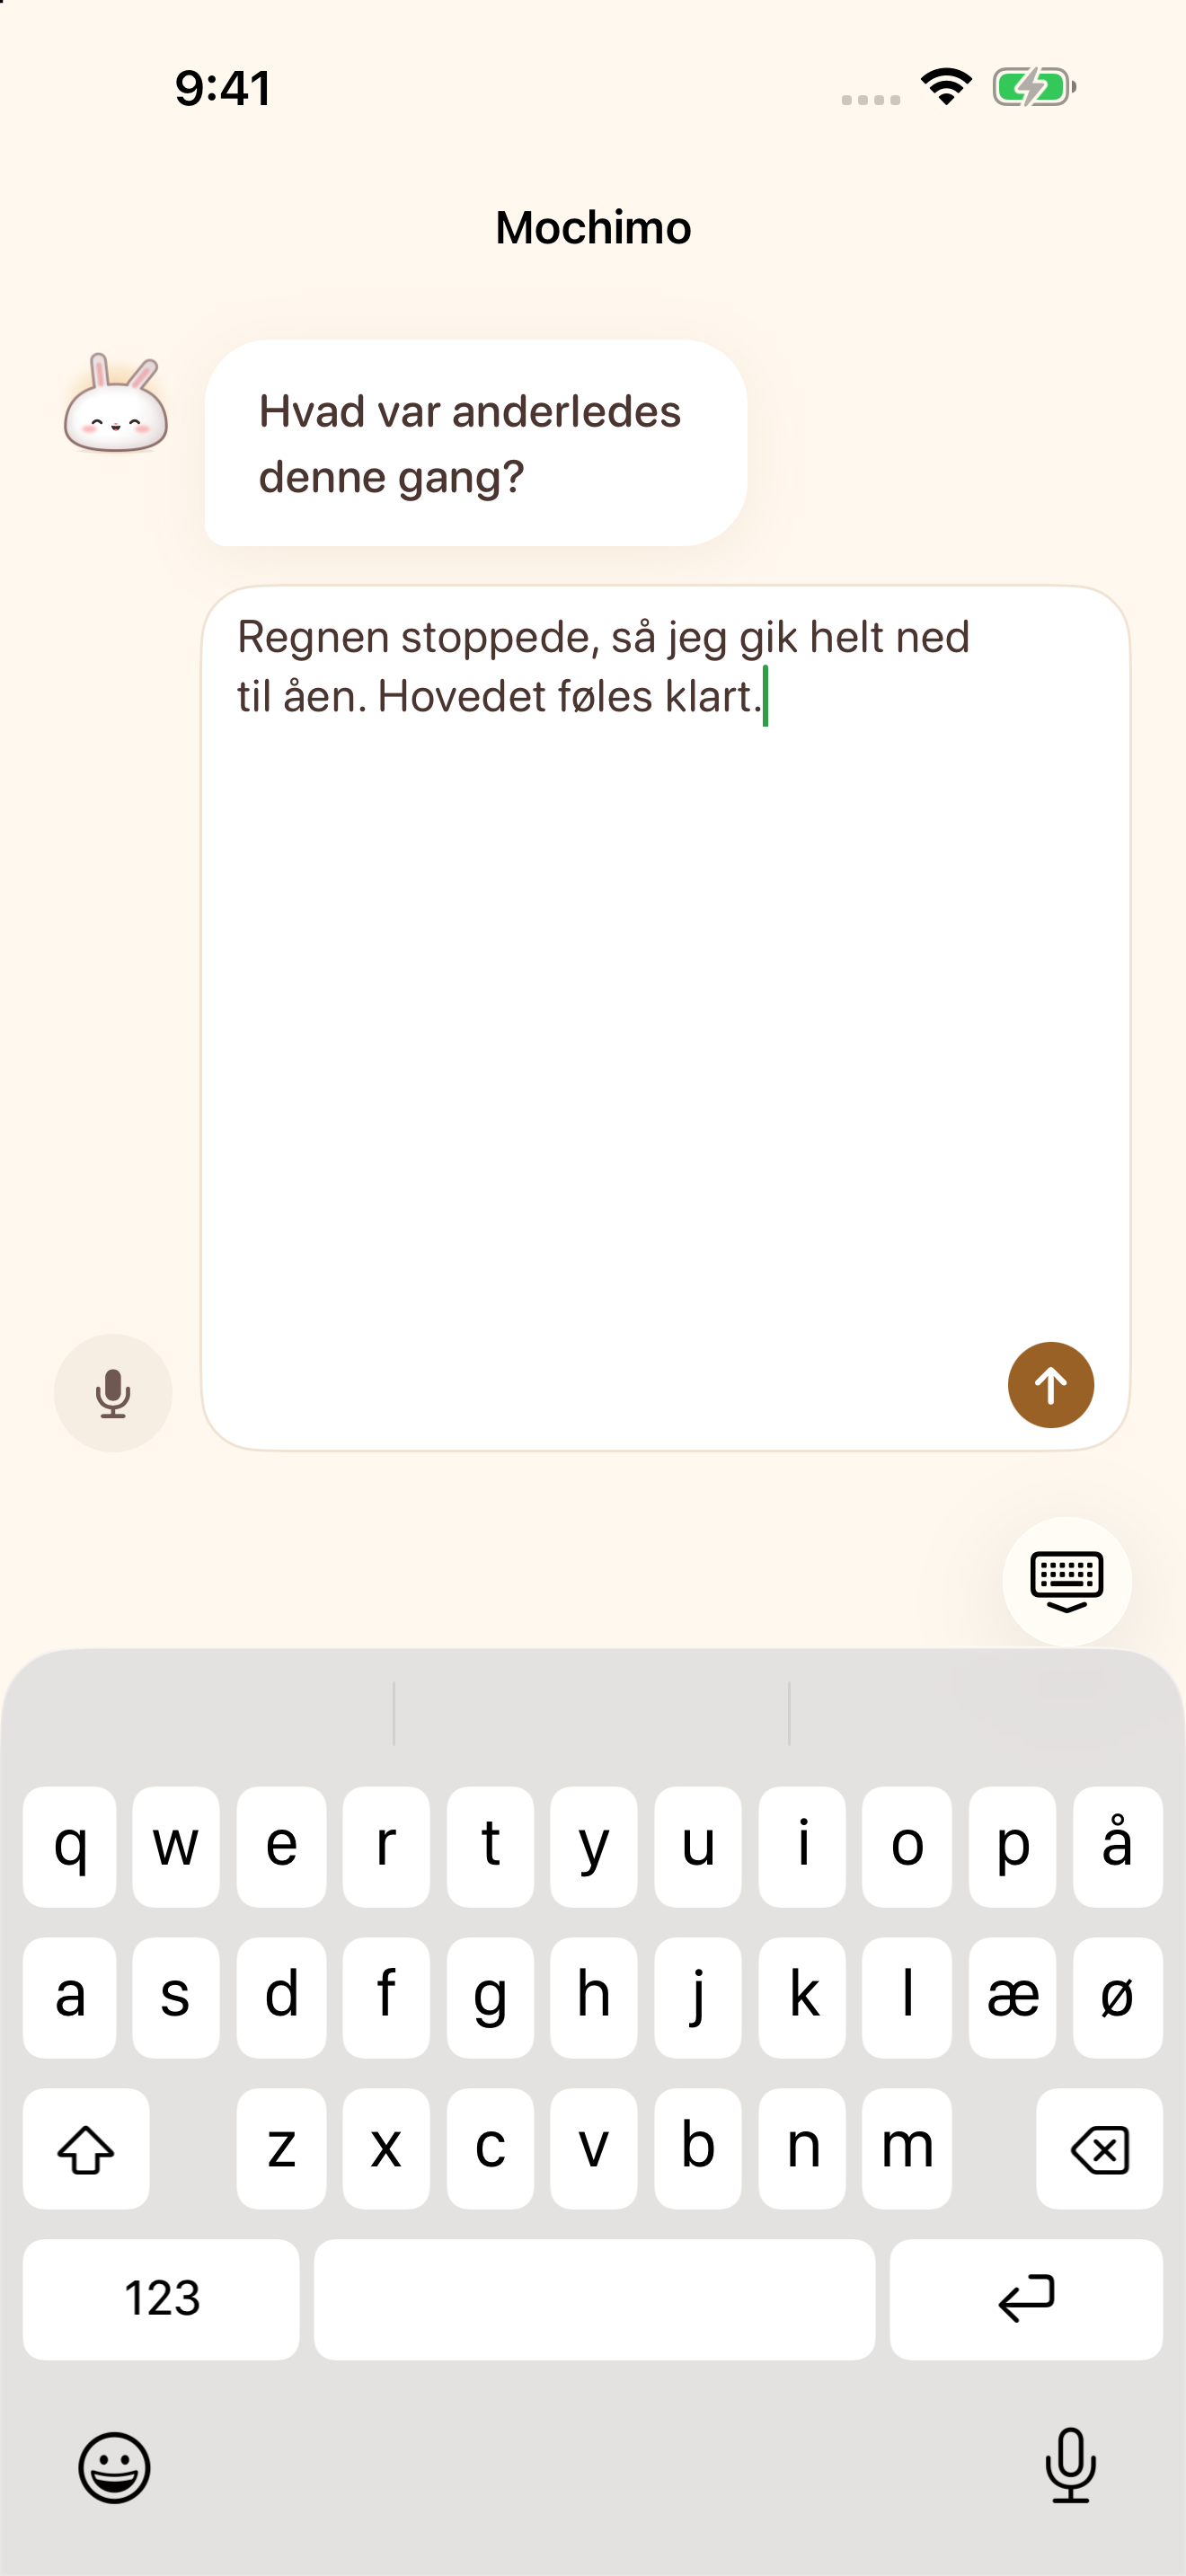 9:41
Mochimo
Hvad var anderledes
denne gang?
Regnen stoppede, så jeg gik helt ned
til åen. Hovedet føles klart.
q w e r t y u i o p å
a s d f g h j k l æ ø
z x c v b n m
123